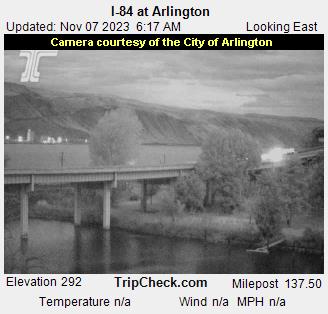 I-84 at Arlington
Updated: Nov 07 2023 6:17 AM Looking East
Camera courtesy of the City of Arlington
Elevation 292 TripCheck.com Milepost 137.50
Temperature n/a Wind n/a MPH n/a